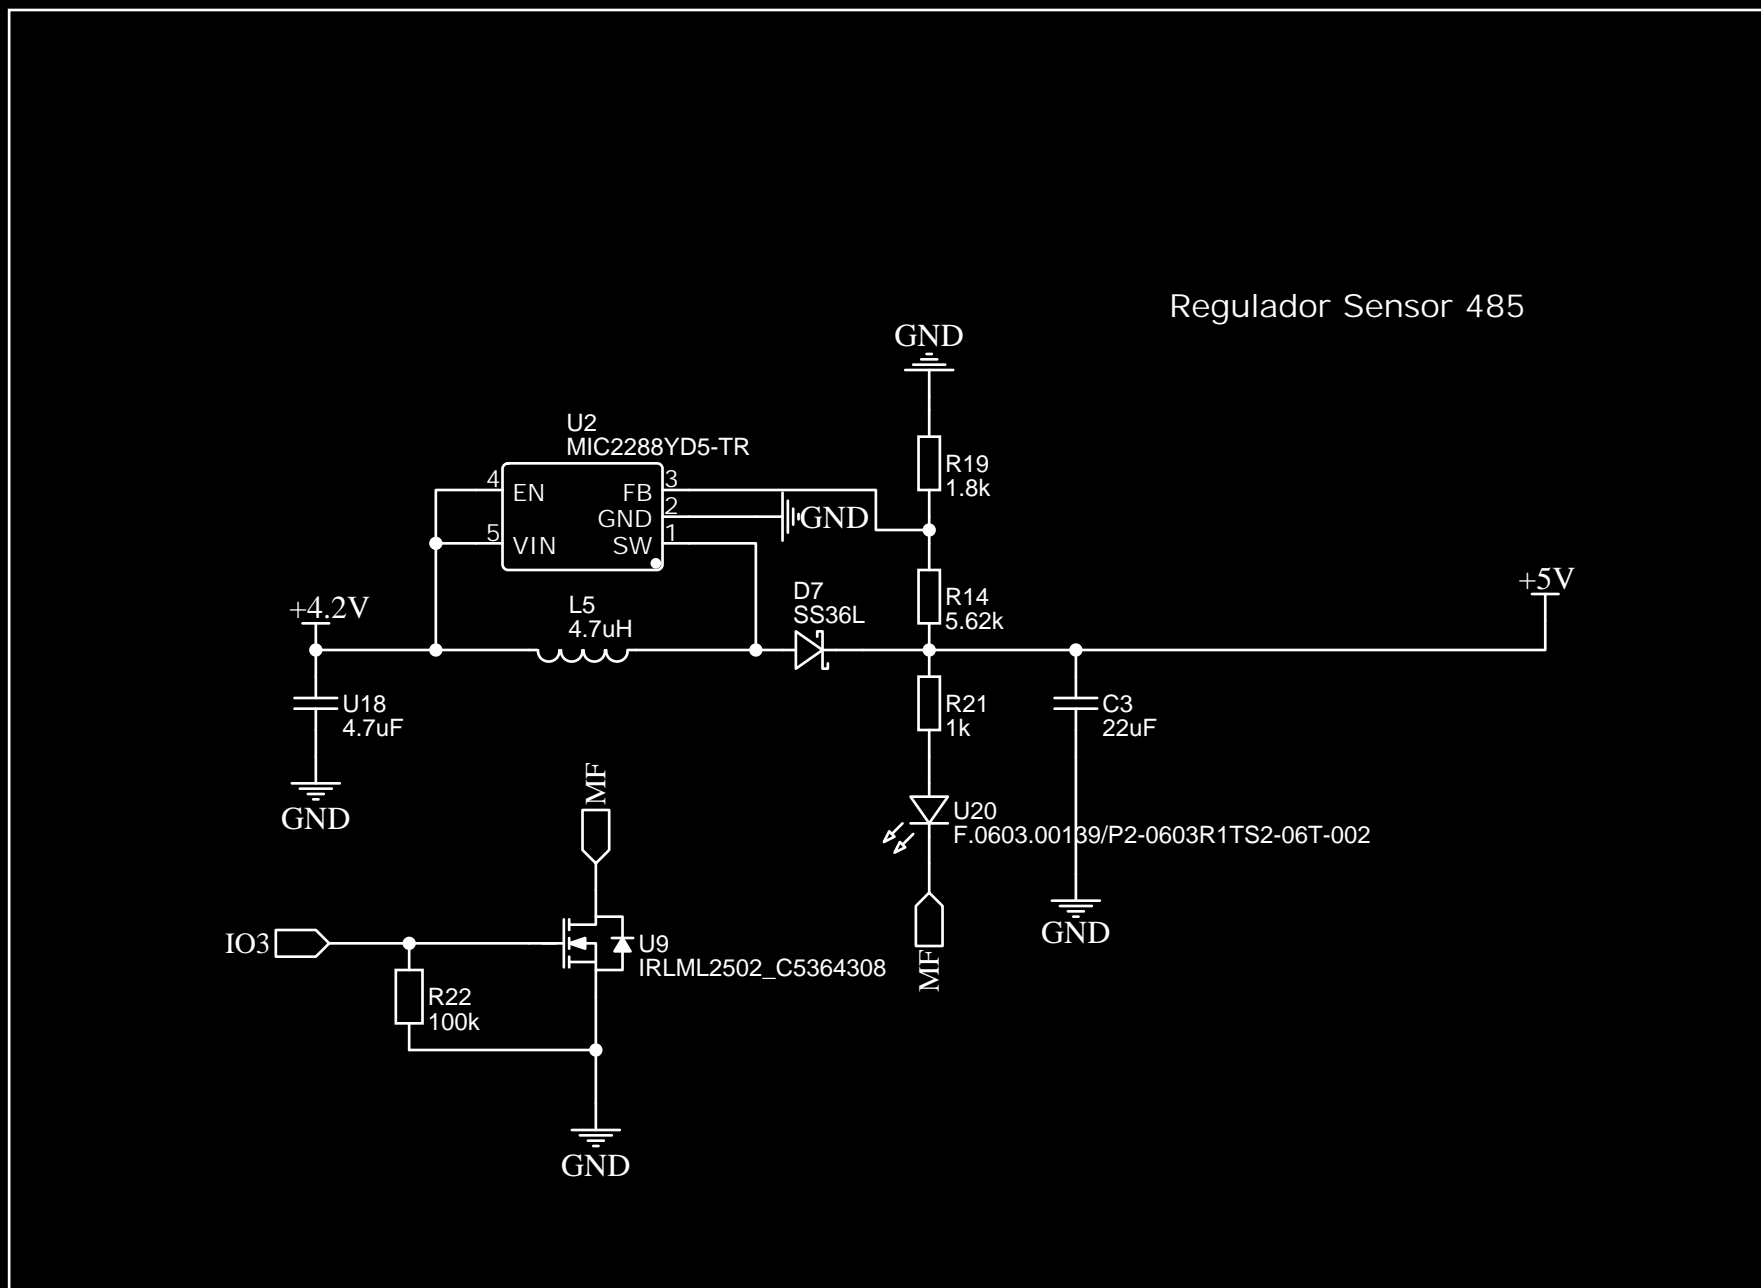 Regulador Sensor 485
GND
U2
MIC2288YD5-TR
4
EN
5
VIN
FB
3
GND
2
SW
1
GND
R19
1.8k
R14
5.62k
+5V
+4.2V
L5
4.7uH
D7
SS36L
U18
4.7uF
GND
R21
1k
C3
22uF
MF
U20
F.0603.00139/P2-0603R1TS2-06T-002
GND
MF
IO3
U9
IRLML2502_C5364308
R22
100k
GND